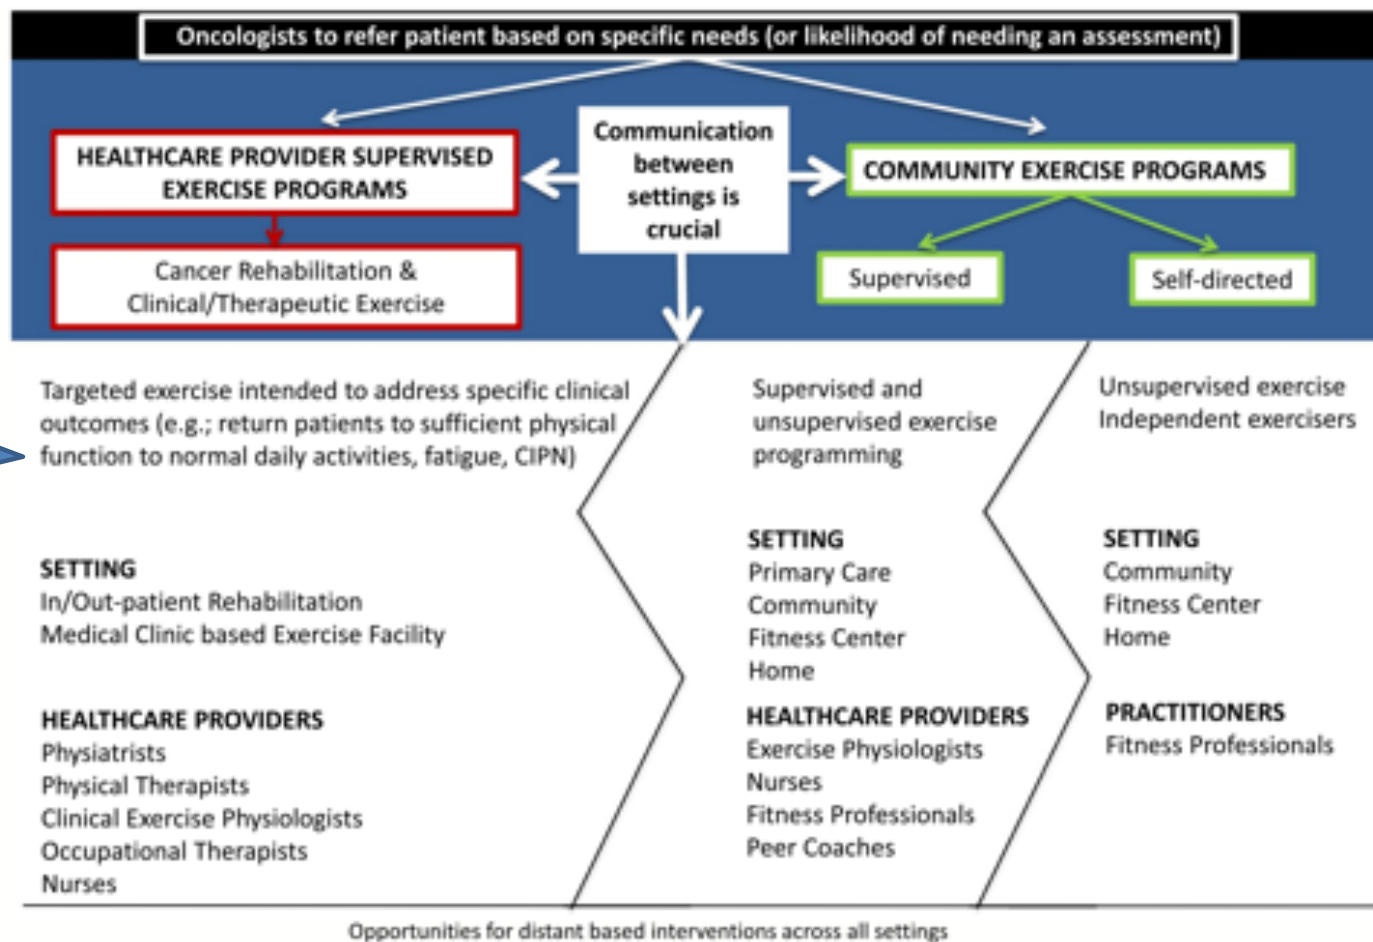 Oncologists to refer patient based on specific needs (or likelihood of needing an assessment)
HEALTHCARE PROVIDER SUPERVISED
EXERCISE PROGRAMS
Communication
between
settings is
crucial
COMMUNITY EXERCISE PROGRAMS
Cancer Rehabilitation &
Clinical/Therapeutic Exercise
Supervised
Self-directed
Targeted exercise intended to address specific clinical
outcomes (e.g.; return patients to sufficient physical
function to normal daily activities, fatigue, CIPN)
SETTING
In/Out-patient Rehabilitation
Medical Clinic based Exercise Facility
HEALTHCARE PROVIDERS
Physiatrists
Physical Therapists
Clinical Exercise Physiologists
Occupational Therapists
Nurses
Supervised and
unsupervised exercise
programming
SETTING
Primary Care
Community
Fitness Center
Home
HEALTHCARE PROVIDERS
Exercise Physiologists
Nurses
Fitness Professionals
Peer Coaches
Unsupervised exercise
Independent exercisers
SETTING
Community
Fitness Center
Home
PRACTITIONERS
Fitness Professionals
Opportunities for distant based interventions across all settings